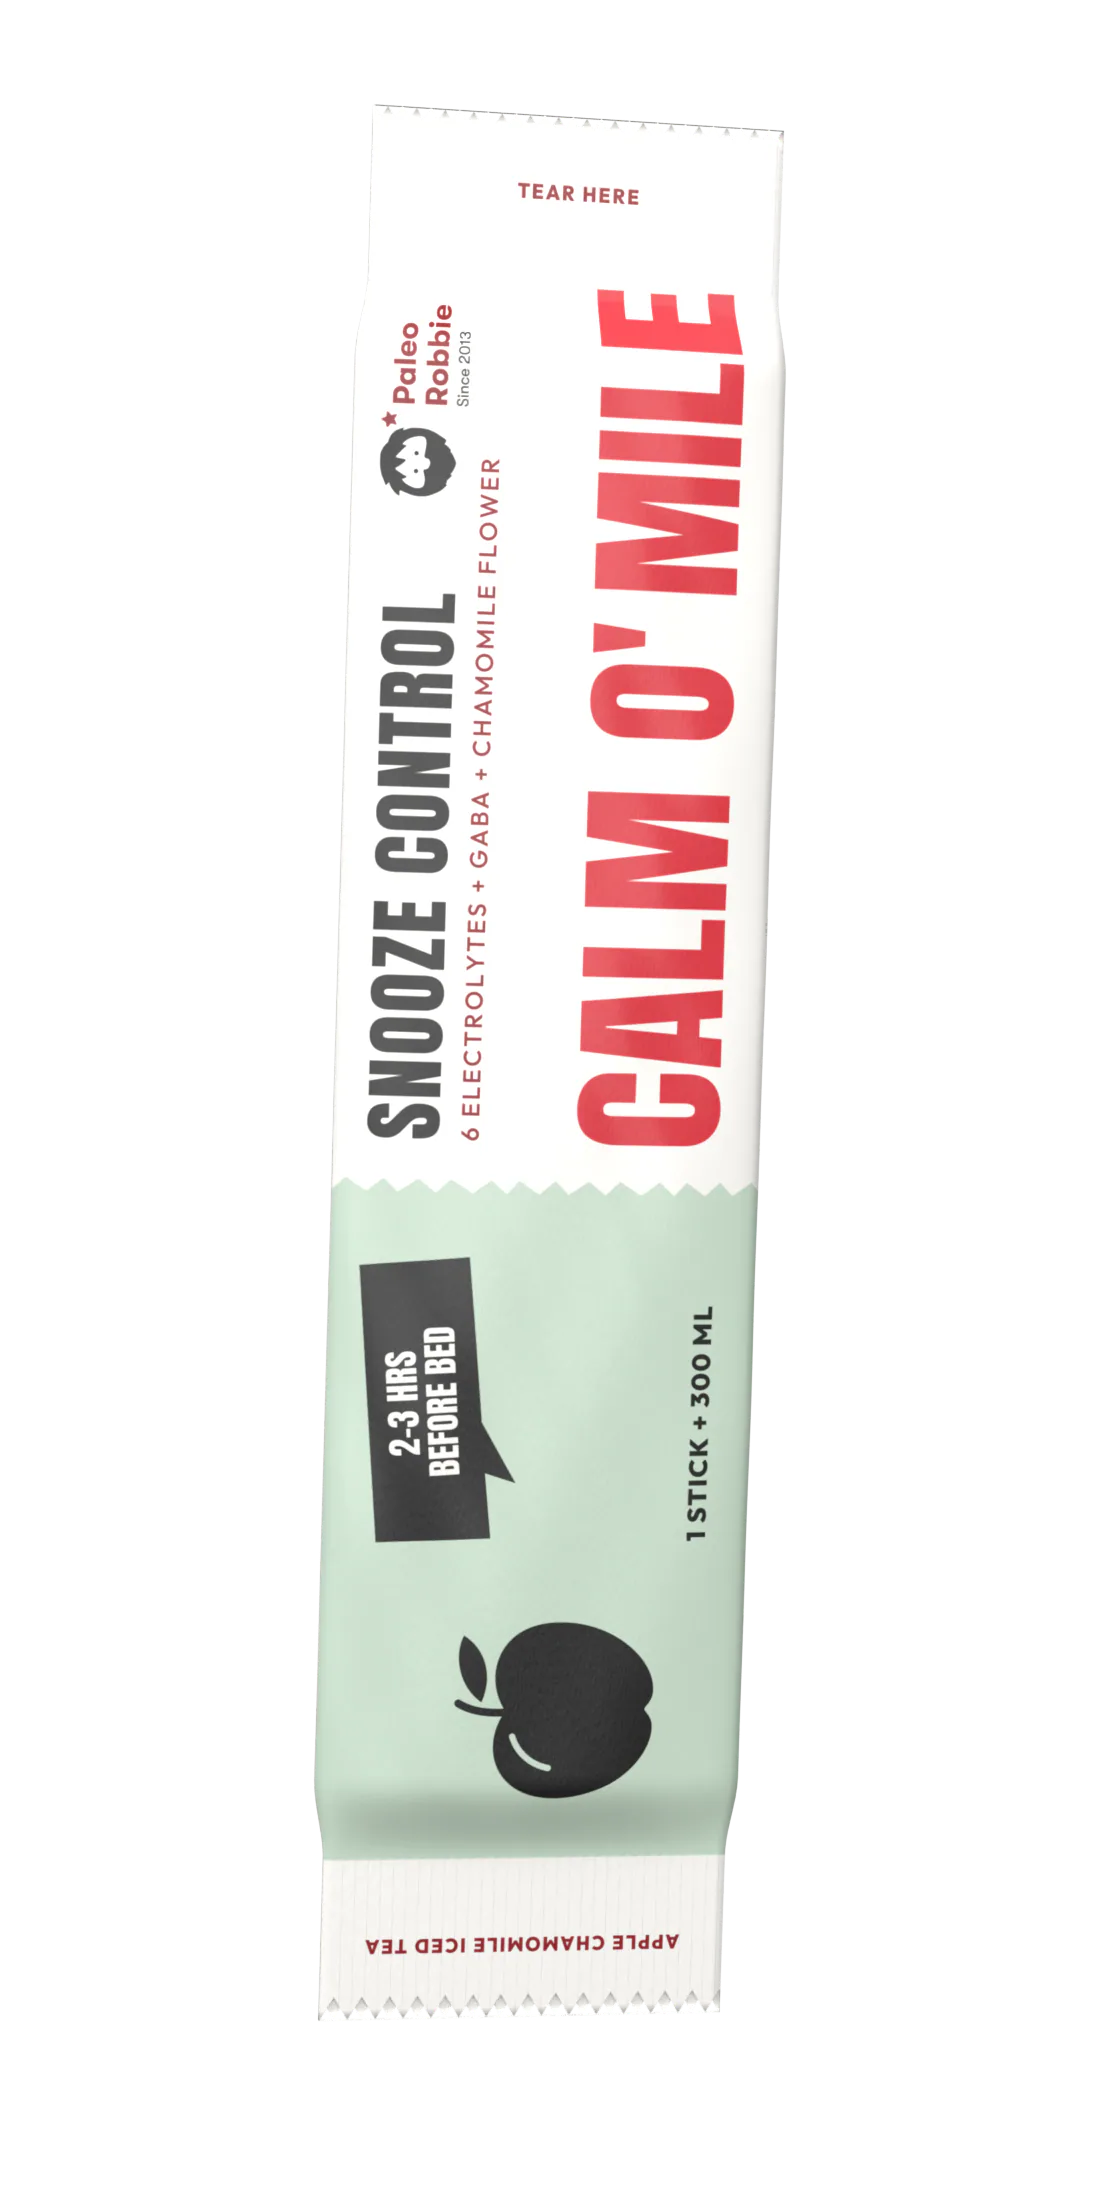 TEAR HERE
Paleo
Robbie
Since 2013
SNOOZE CONTROL
6 ELECTROLYTES + GABA + CHAMOMILE FLOWER
CALM O' MILE
2-3 HRS
BEFORE BED
1 STICK + 300 ML
APPLE CHAMOMILE ICED TEA